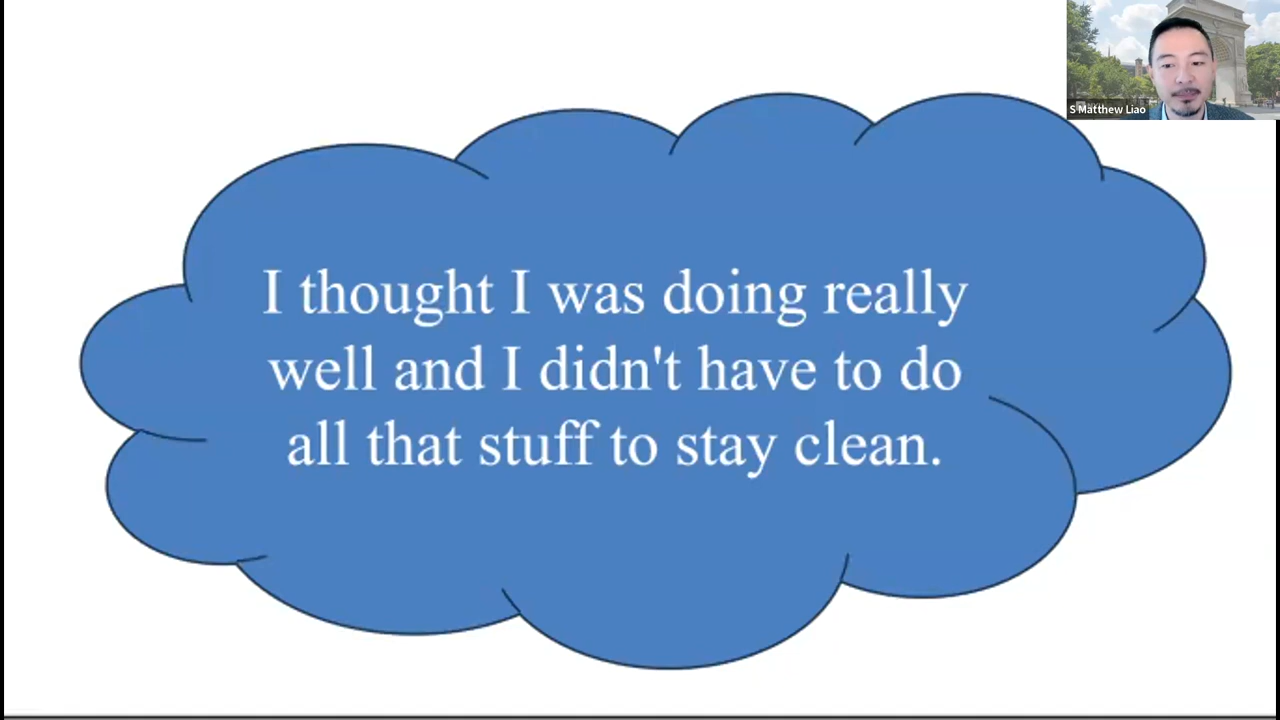 S Matthew Liao
I thought I was doing really
well and I didn't have to do
all that stuff to stay clean.